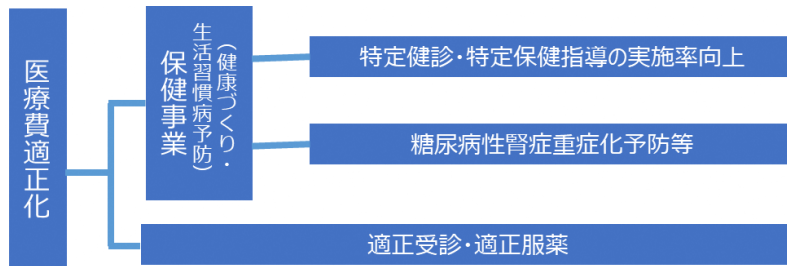 医療費適正化
保健事業
(健康づくり・
生活習慣病予防)
特定健診・特定保健指導の実施率向上
糖尿病性腎症重症化予防等
適正受診・適正服薬